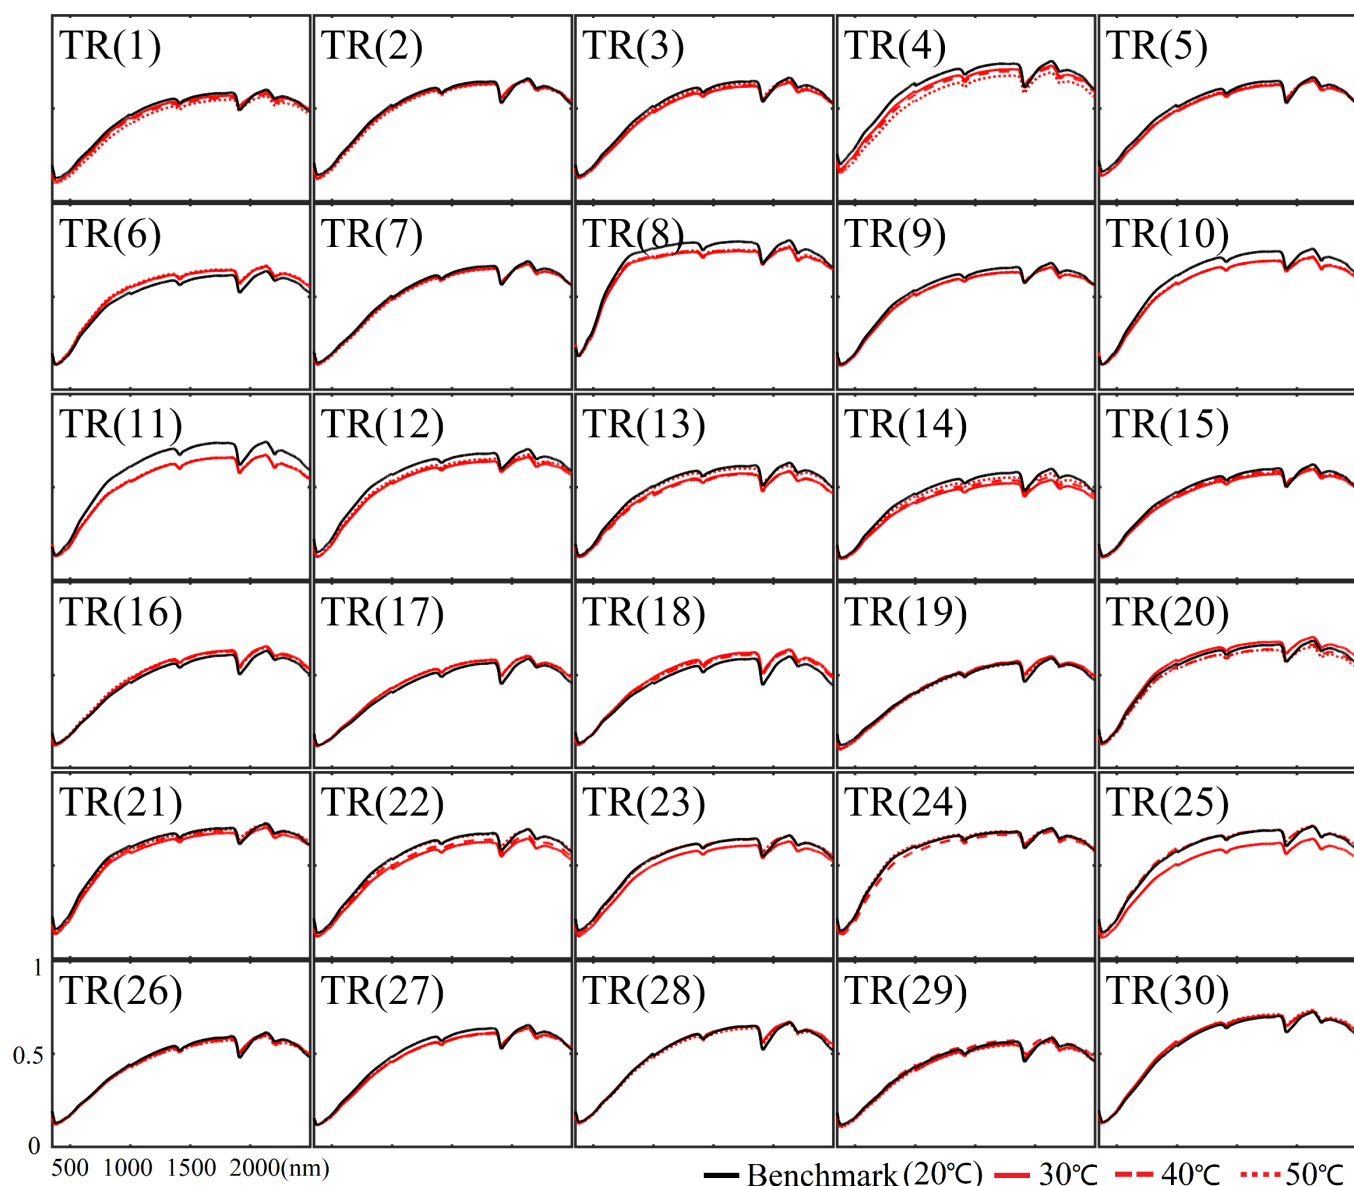 TR(1) TR(2) TR(3) TR(4) TR(5)
TR(6) TR(7) TR(8) TR(9) TR(10)
TR(11) TR(12) TR(13) TR(14) TR(15)
TR(16) TR(17) TR(18) TR(19) TR(20)
TR(21) TR(22) TR(23) TR(24) TR(25)
1
TR(26) TR(27) TR(28) TR(29) TR(30)
0.5
0
500 1000 1500 2000(nm)
Benchmark(20℃) 30℃ 40℃ 50℃